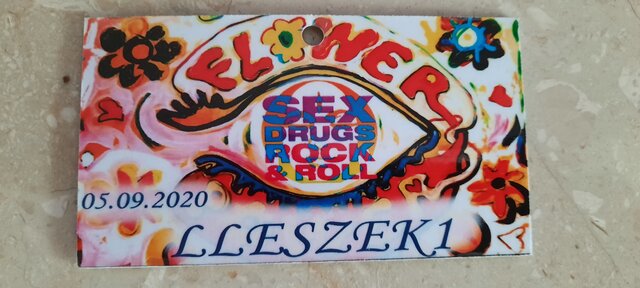 FLOWER
SEX
DRUGS
ROCK
& ROLL
05.09.2020
LLESZEK1